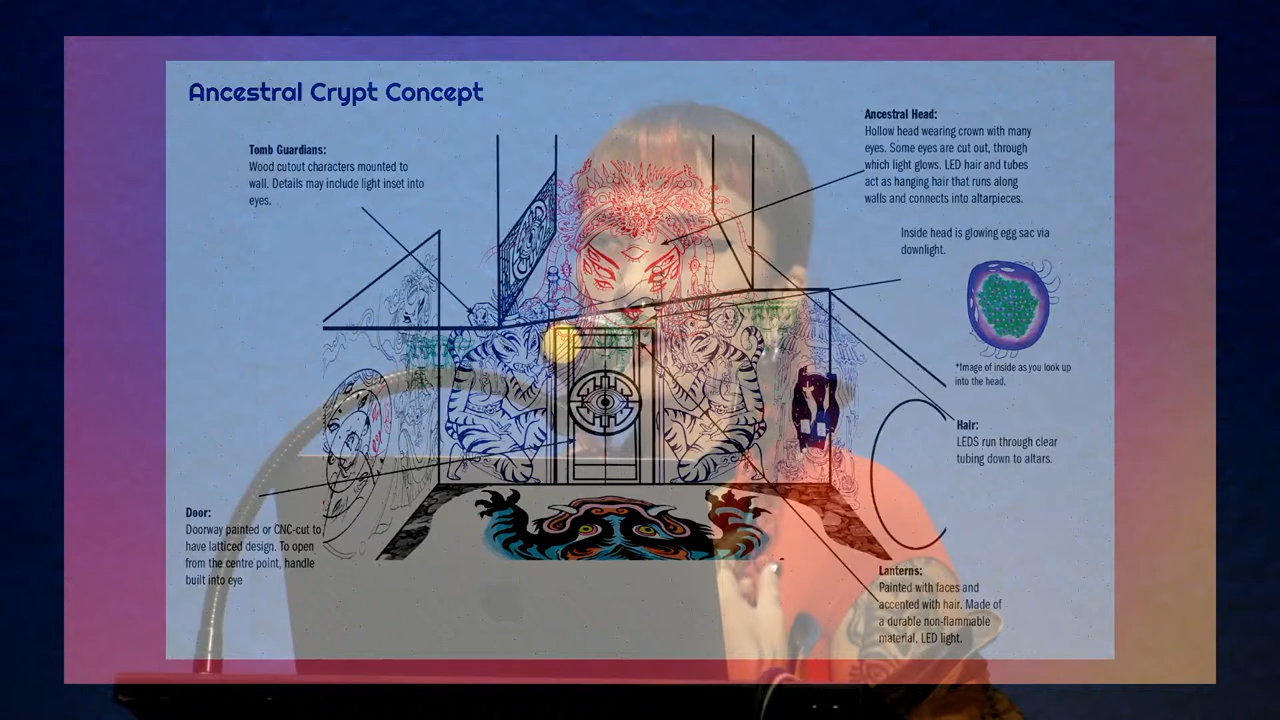 Ancestral Crypt Concept
Tomb Guardians:
Wood cutout characters mounted to
wall. Details may include light inset into
eyes.
Ancestral Head:
Hollow head wearing crown with many
eyes. Some eyes are cut out, through
which light glows. LED hair and tubes
act as hanging hair that runs along
walls and connects into altarpieces.
Inside head is glowing egg sac via
downlight.
*Image of inside as you look up
into the head.
Hair:
LEDS run through clear
tubing down to altars.
Door:
Doorway painted or CNC-cut to
have latticed design. To open
from the centre point, handle
built into eye
Lanterns:
Painted with faces and
accented with hair. Made of
a durable non-flammable
material, LED light.